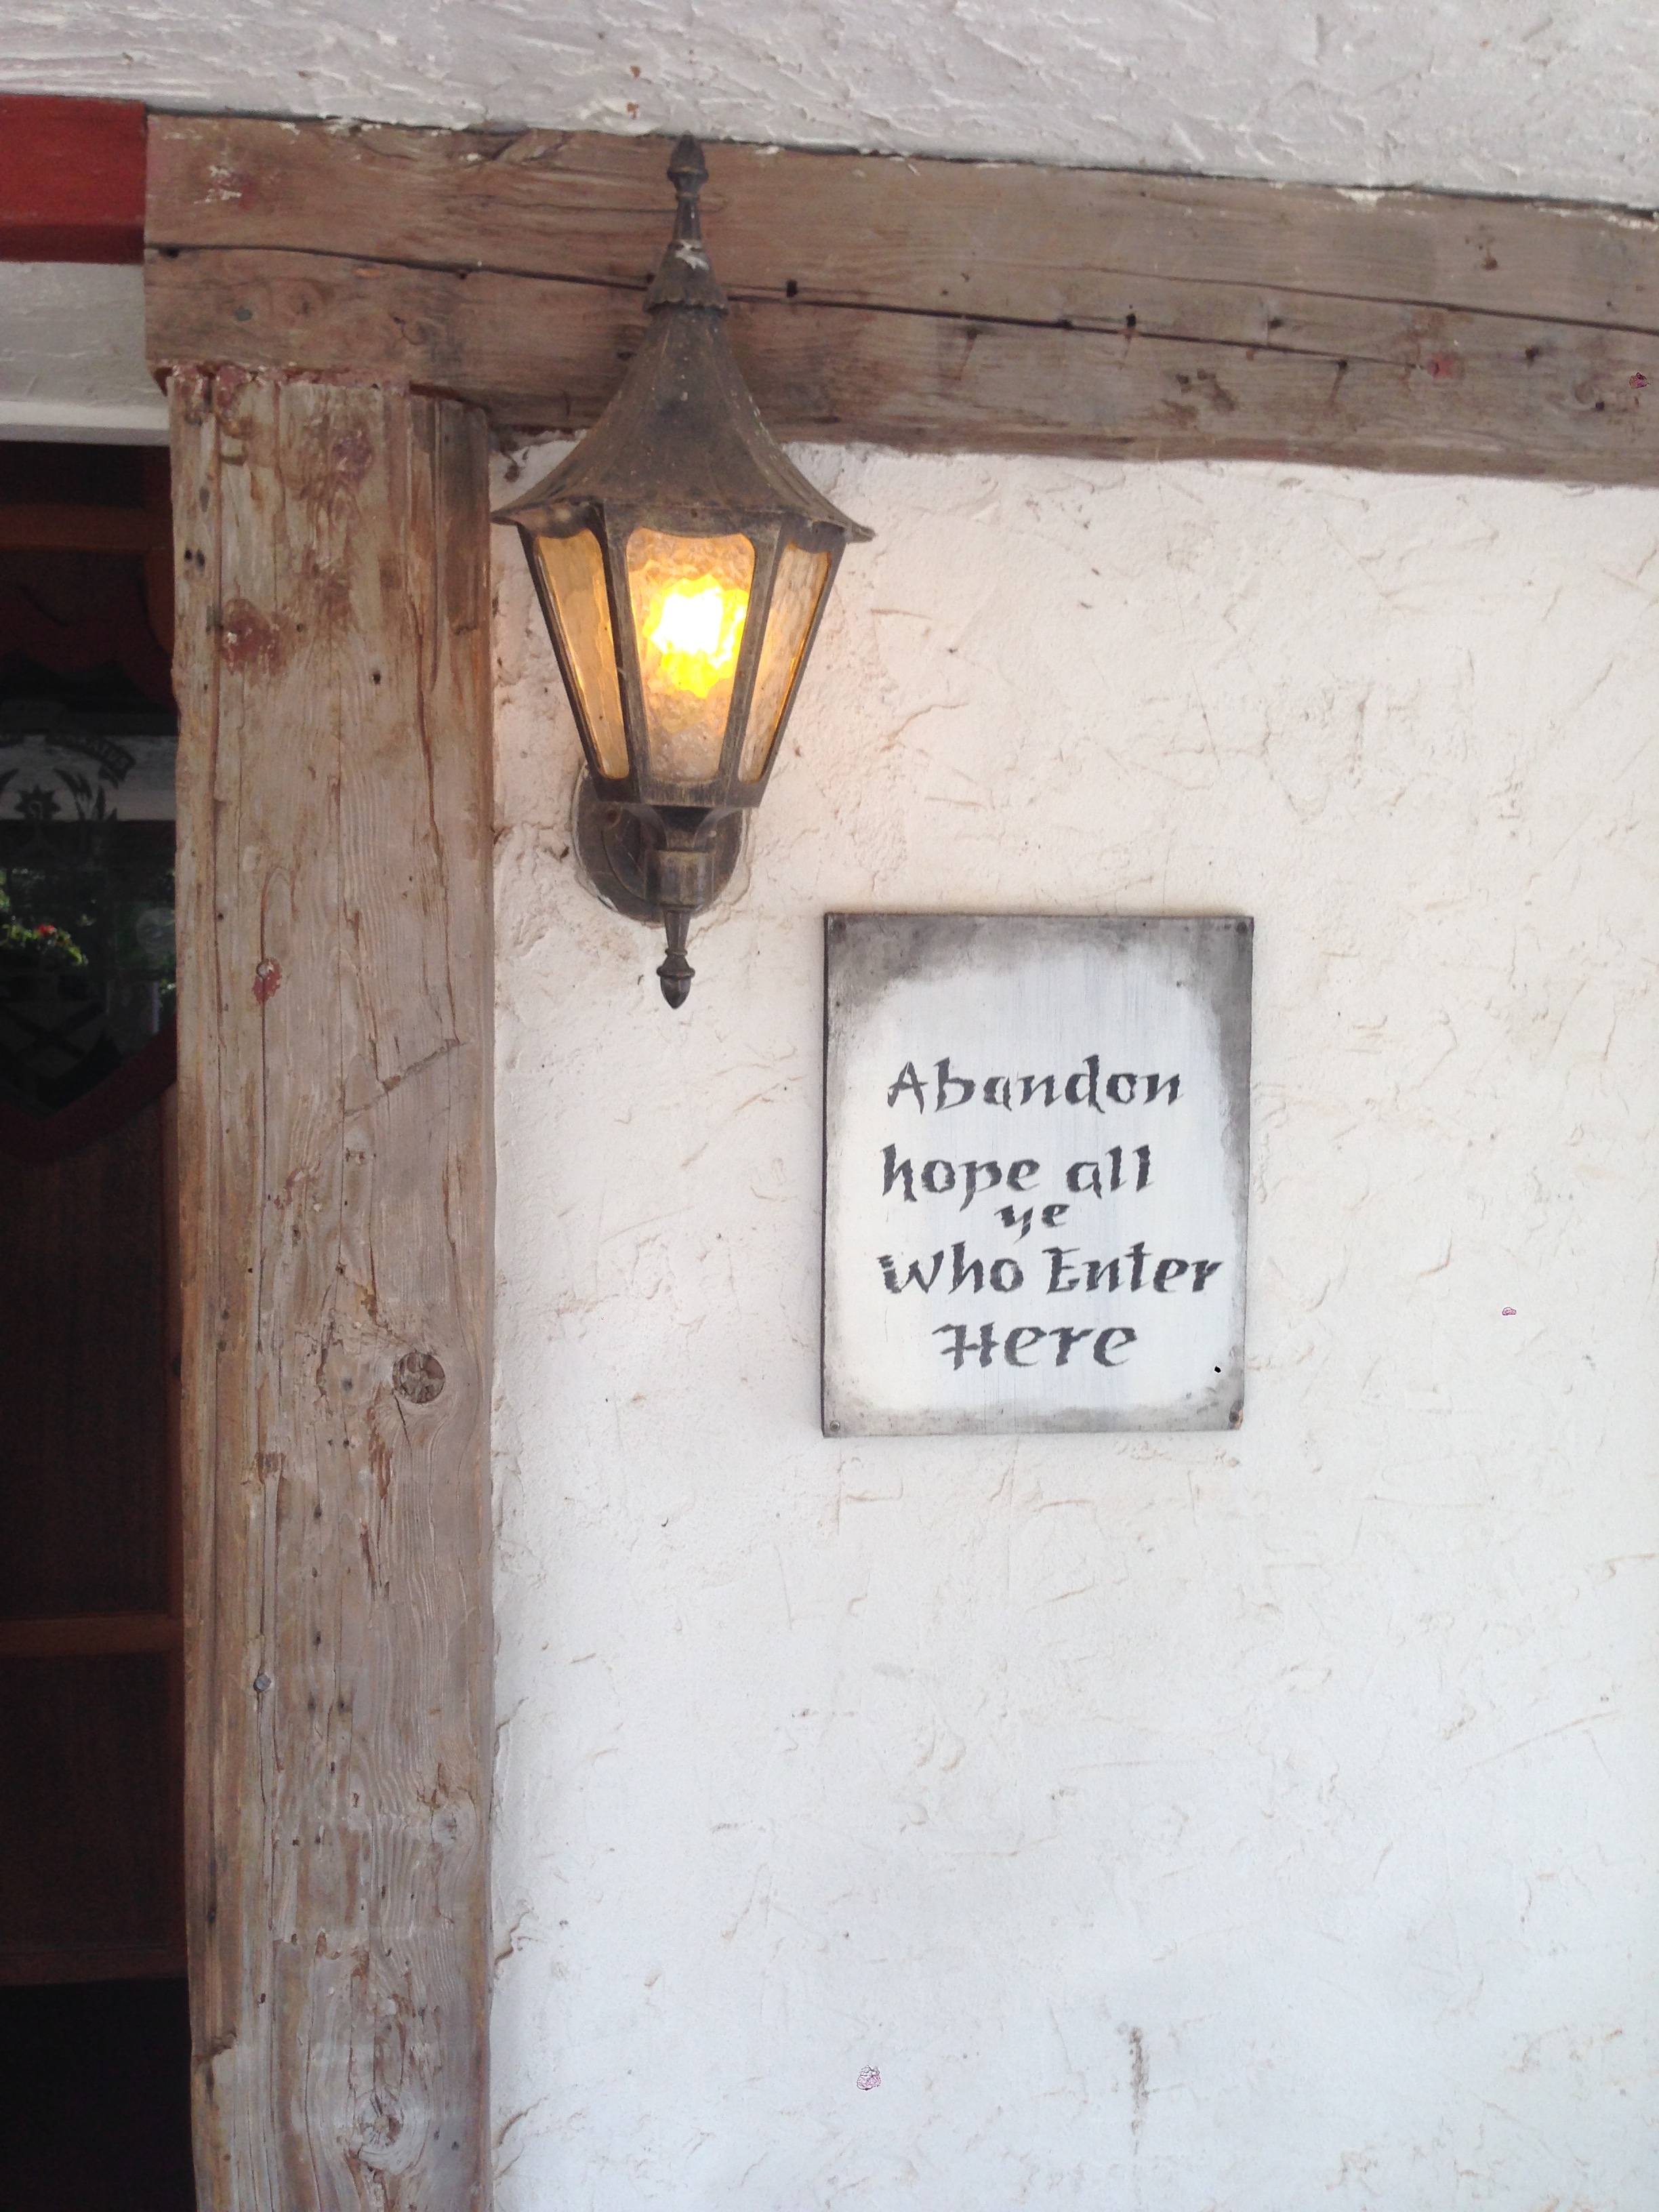 Abandon
hope all
ye
Who Enter
Here